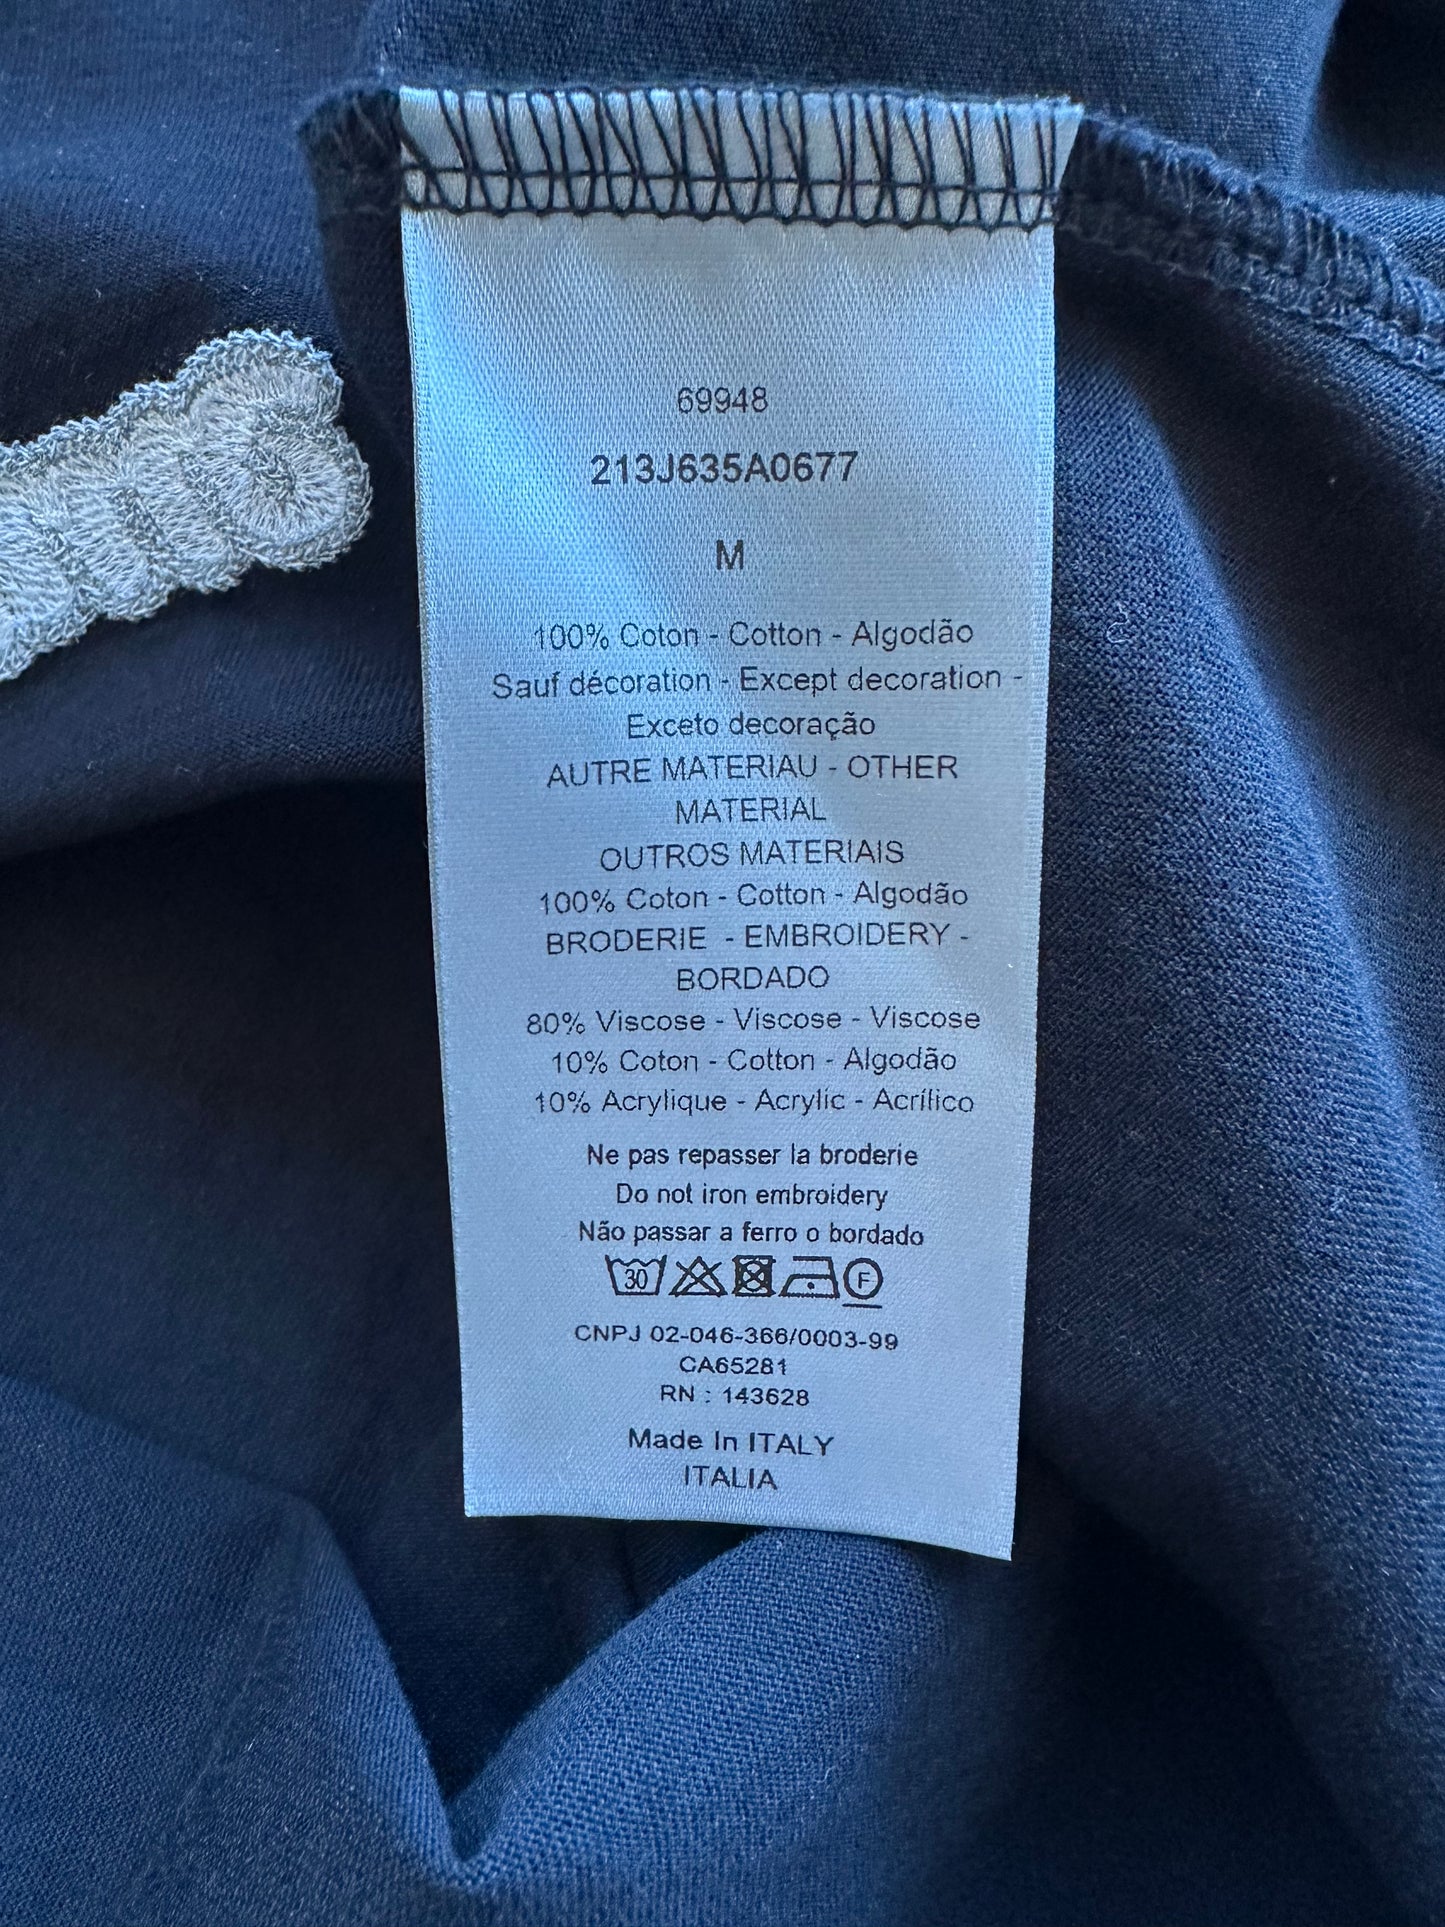 69948
213J635A0677
M
100% Coton - Cotton - Algodão
Sauf décoration - Except decoration -
Exceto decoração
AUTRE MATERIAU - OTHER
MATERIAL
OUTROS MATERIAIS
100% Coton - Cotton - Algodão
BRODERIE - EMBROIDERY -
BORDADO
80% Viscose - Viscose - Viscose
10% Coton - Cotton - Algodão
10% Acrylique - Acrylic - Acrílico
Ne pas repasser la broderie
Do not iron embroidery
Não passar a ferro o bordado
30 F
CNPJ 02-046-366/0003-99
CA65281
RN : 143628
Made In ITALY
ITALIA